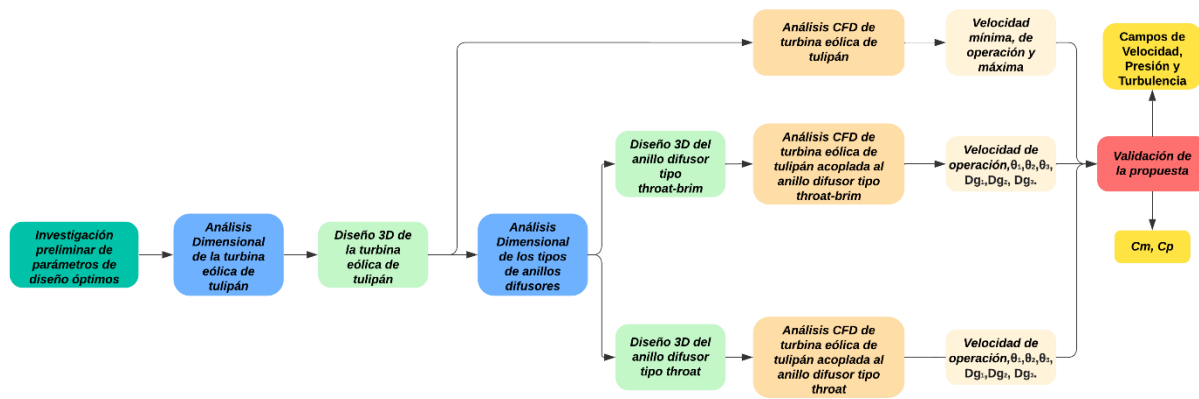 Investigación
preliminar de
parámetros de
diseño óptimos
Análisis
Dimensional
de la turbina
eólica de
tulipán
Diseño 3D de
la turbina
eólica de
tulipán
Análisis
Dimensional
de los tipos
de anillos
difusores
Análisis CFD de
turbina eólica de
tulipán
Velocidad
mínima, de
operación y
máxima
Diseño 3D del
anillo difusor
tipo
throat-brim
Análisis CFD de
turbina eólica de
tulipán acoplada al
anillo difusor tipo
throat-brim
Velocidad de
operación,θ₁,θ₂,θ₃,
Dg₁,Dg₂, Dg₃.
Diseño 3D del
anillo difusor
tipo throat
Análisis CFD de
turbina eólica de
tulipán acoplada al
anillo difusor tipo
throat
Velocidad de
operación,θ₁,θ₂,θ₃,
Dg₁,Dg₂, Dg₃.
Campos de
Velocidad,
Presión y
Turbulencia
Validación de
la propuesta
Cm, Cp